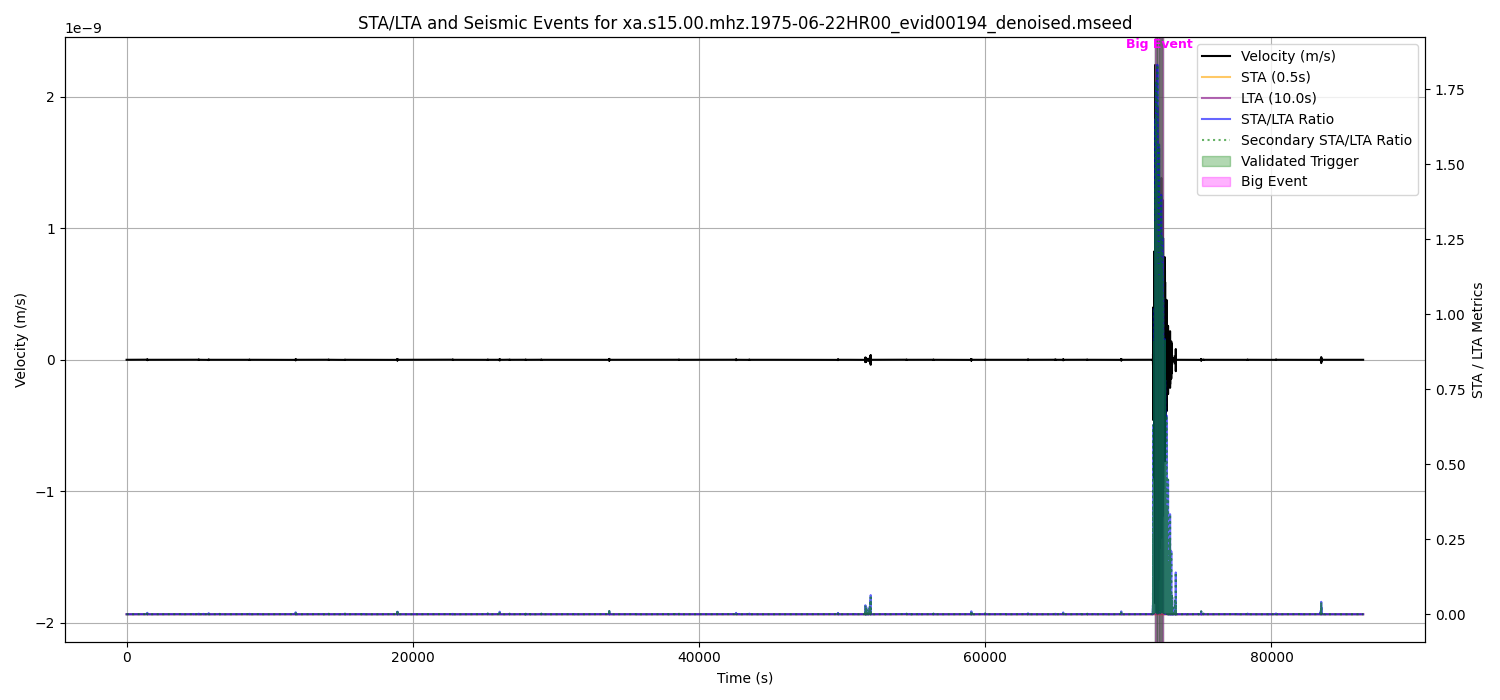 STA/LTA and Seismic Events for xa.s15.00.mhz.1975-06-22HR00_evid00194_denoised.mseed
1e−9
Big Event
Velocity (m/s)
STA (0.5s)
LTA (10.0s)
STA/LTA Ratio
Secondary STA/LTA Ratio
Validated Trigger
Big Event
2
1
0
−1
−2
Velocity (m/s)
1.75
1.50
1.25
1.00
0.75
0.50
0.25
0.00
STA / LTA Metrics
0 20000 40000 60000 80000
Time (s)